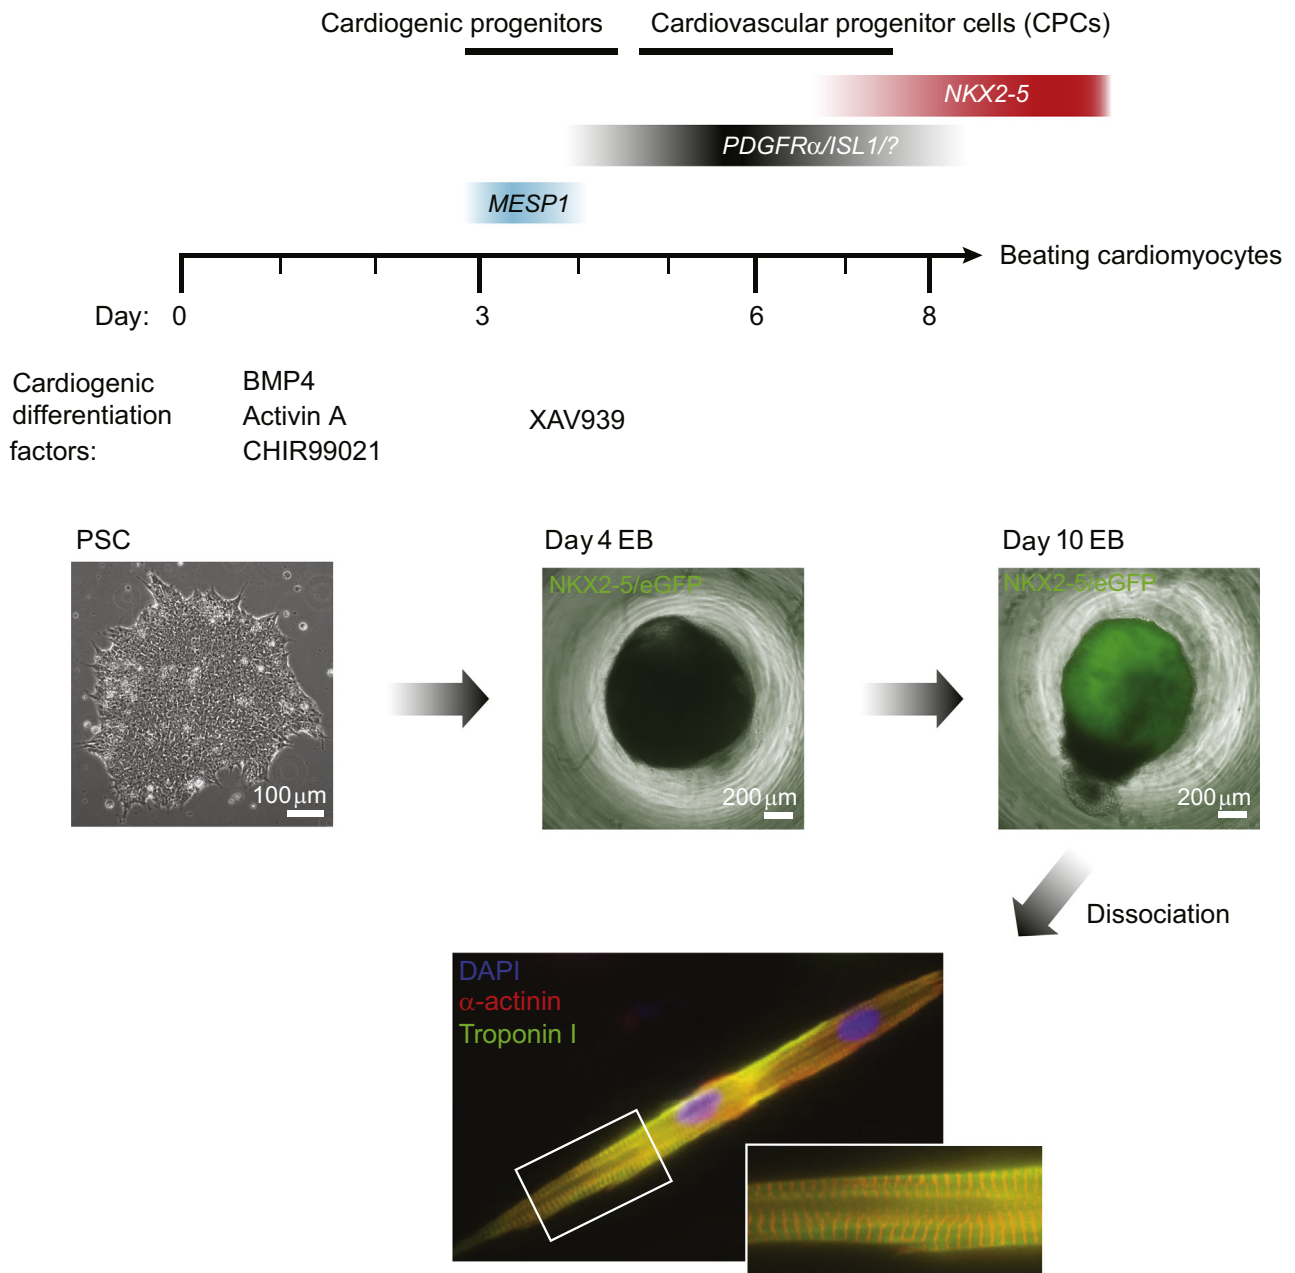 Cardiogenic progenitors
Cardiovascular progenitor cells (CPCs)
NKX2-5
PDGFRα/ISL1/?
MESP1
Beating cardiomyocytes
Day: 0 3 6 8
Cardiogenic
differentiation
factors:
BMP4
Activin A
CHIR99021
XAV939
PSC
100 µm
Day 4 EB
NKX2-5/eGFP
200 µm
Day 10 EB
NKX2-5/eGFP
200 µm
Dissociation
DAPI
α-actinin
Troponin I